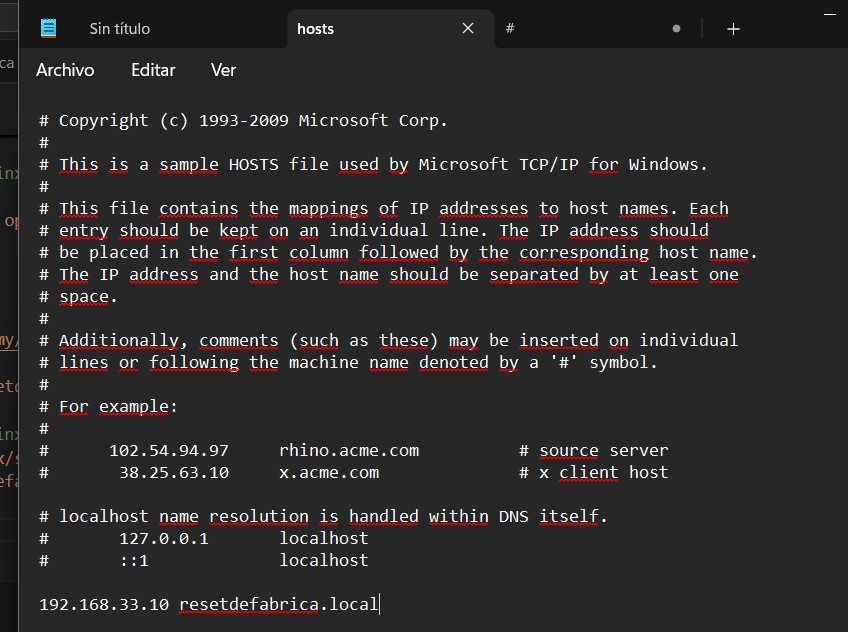 Sin título
hosts
#
Archivo Editar Ver
# Copyright (c) 1993-2009 Microsoft Corp.
#
# This is a sample HOSTS file used by Microsoft TCP/IP for Windows.
#
# This file contains the mappings of IP addresses to host names. Each
# entry should be kept on an individual line. The IP address should
# be placed in the first column followed by the corresponding host name.
# The IP address and the host name should be separated by at least one
# space.
#
# Additionally, comments (such as these) may be inserted on individual
# lines or following the machine name denoted by a '#' symbol.
#
# For example:
#
#      102.54.94.97     rhino.acme.com          # source server
#       38.25.63.10     x.acme.com              # x client host
# localhost name resolution is handled within DNS itself.
#       127.0.0.1       localhost
#       ::1             localhost
192.168.33.10 resetdefabrica.local